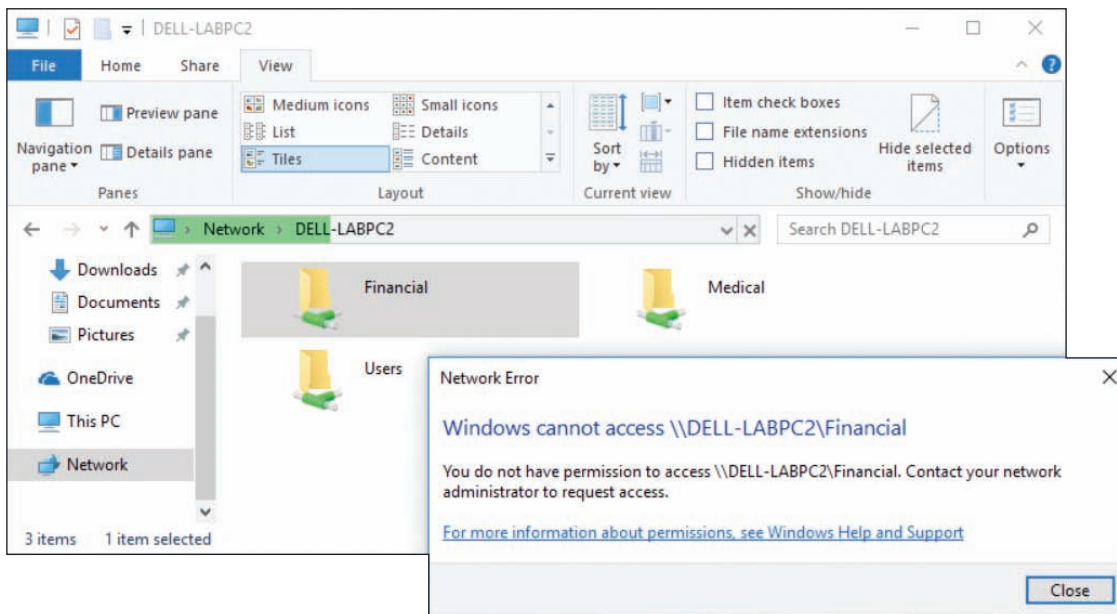 DELL-LABPC2
File Home Share View
Navigation pane
Preview pane
Details pane
Panes
Medium icons Small icons
List Details
Tiles Content
Layout
Sort by
Current view
Item check boxes
File name extensions
Hidden items
Hide selected items
Show/hide
Options
Network DELL-LABPC2
Search DELL-LABPC2
Downloads
Documents
Pictures
OneDrive
This PC
Network
Financial Medical
Users
3 items 1 item selected
Network Error
Windows cannot access \\DELL-LABPC2\Financial
You do not have permission to access \\DELL-LABPC2\Financial. Contact your network
administrator to request access.
For more information about permissions, see Windows Help and Support
Close